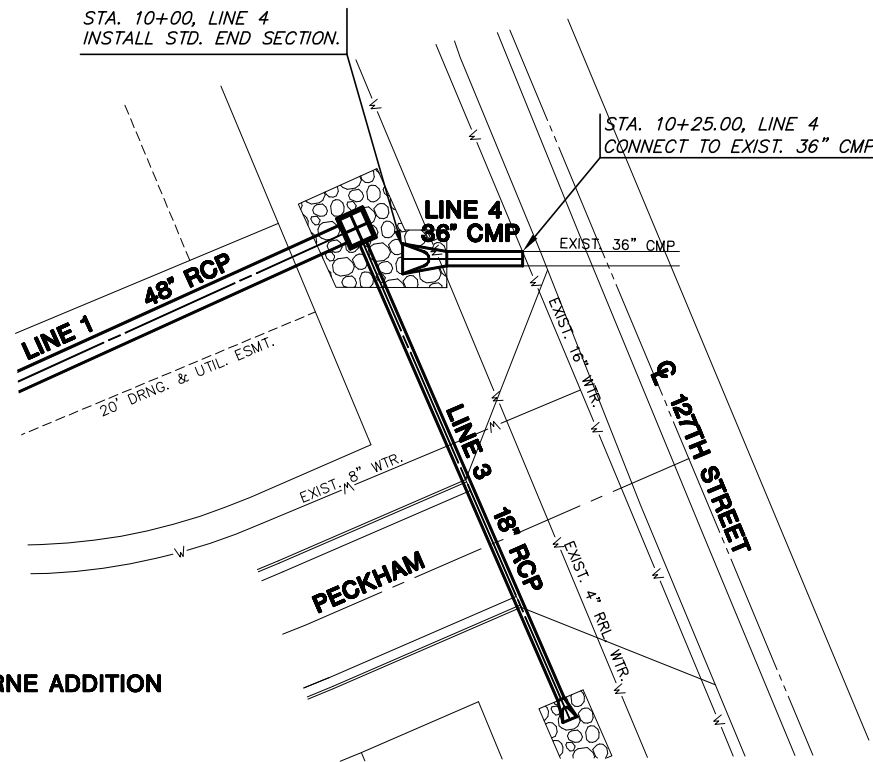 STA. 10+00, LINE 4
INSTALL STD. END SECTION.
STA. 10+25.00, LINE 4
CONNECT TO EXIST. 36" CMP
LINE 4
36" CMP
EXIST. 36" CMP
48" RCP
LINE 1
20' DRNG. & UTIL. ESMT.
EXIST. 16" WTR.
℄ 127TH STREET
LINE 3
18" RCP
EXIST. 8" WTR.
EXIST. 4" RRL WTR.
PECKHAM
RNE ADDITION
W
W
W
W
W
W
W
W
W
W
W
W
W
W